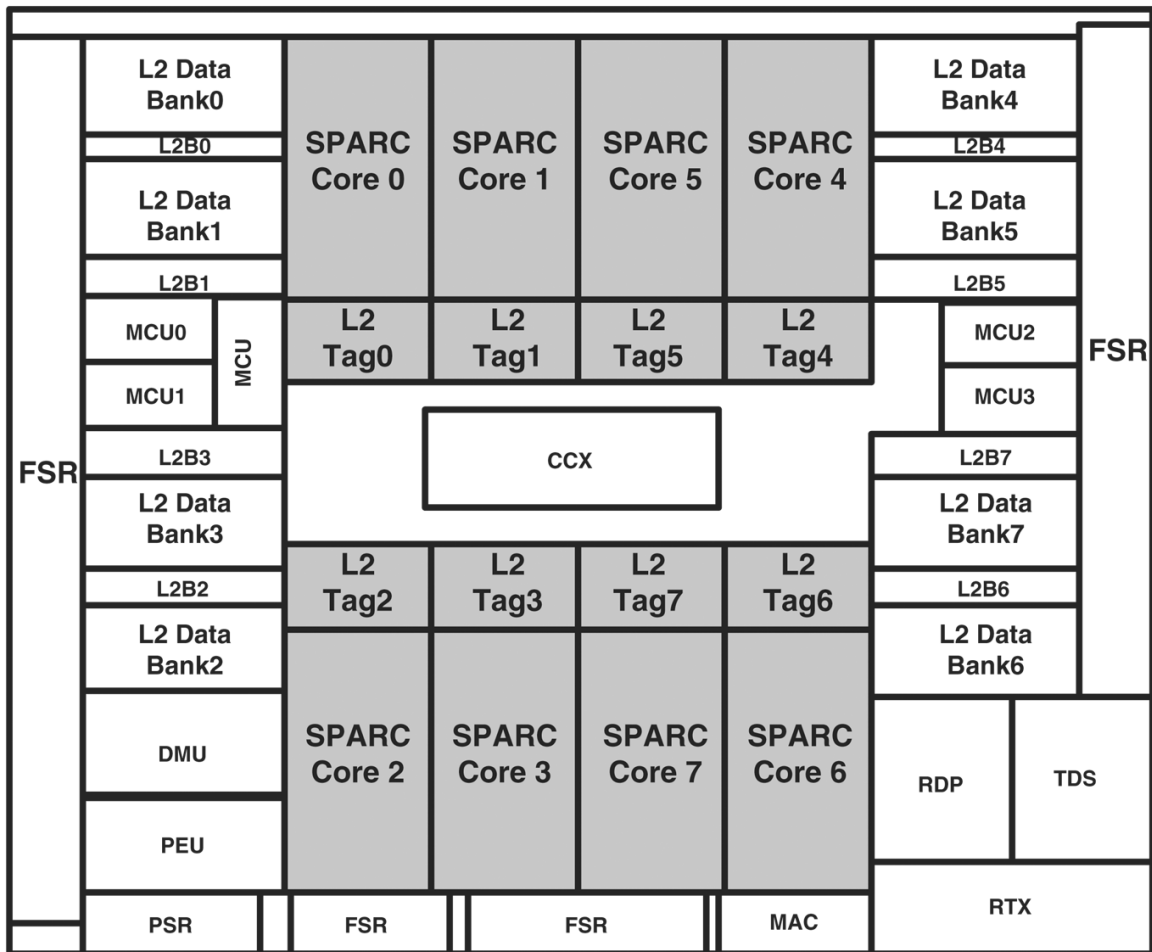 L2 Data
Bank0
L2B0
L2 Data
Bank1
L2B1
MCU0
MCU1
MCU
FSR
L2B3
L2 Data
Bank3
L2B2
L2 Data
Bank2
DMU
PEU
PSR
SPARC
Core 0
SPARC
Core 1
SPARC
Core 5
SPARC
Core 4
L2
Tag0
L2
Tag1
L2
Tag5
L2
Tag4
CCX
L2
Tag2
L2
Tag3
L2
Tag7
L2
Tag6
SPARC
Core 2
SPARC
Core 3
SPARC
Core 7
SPARC
Core 6
FSR
FSR
MAC
L2 Data
Bank4
L2B4
L2 Data
Bank5
L2B5
MCU2
MCU3
FSR
L2B7
L2 Data
Bank7
L2B6
L2 Data
Bank6
RDP
TDS
RTX